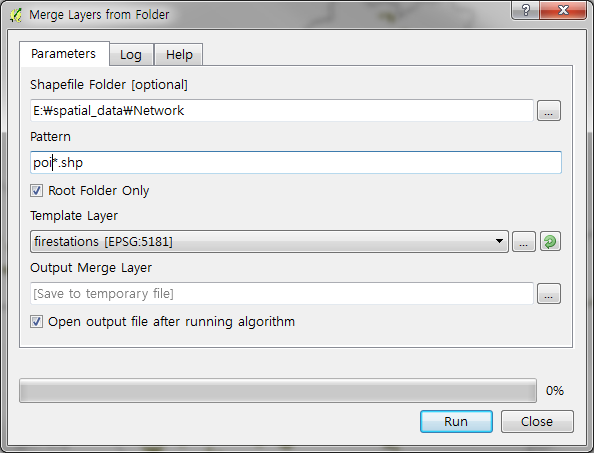 Merge Layers from Folder
Parameters Log Help
Shapefile Folder [optional]
E:₩spatial_data₩Network
...
Pattern
poi*.shp
Root Folder Only
Template Layer
firestations [EPSG:5181]
...
Output Merge Layer
[Save to temporary file]
...
Open output file after running algorithm
0%
Run Close